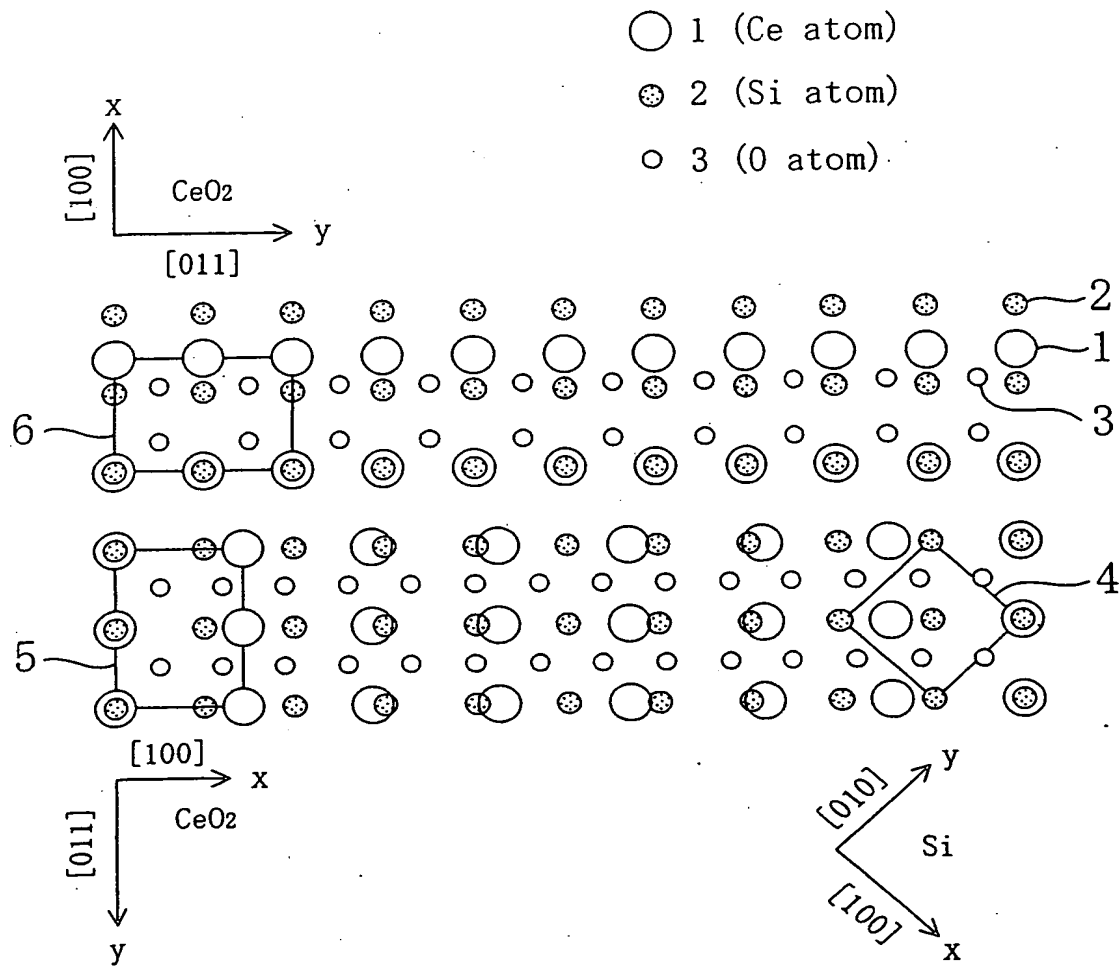 1 (Ce atom)
2 (Si atom)
3 (O atom)
x
[100]
CeO2
y
[011]
2
1
3
6
4
5
[100]
x
CeO2
[011]
y
y
[010]
Si
[100]
x